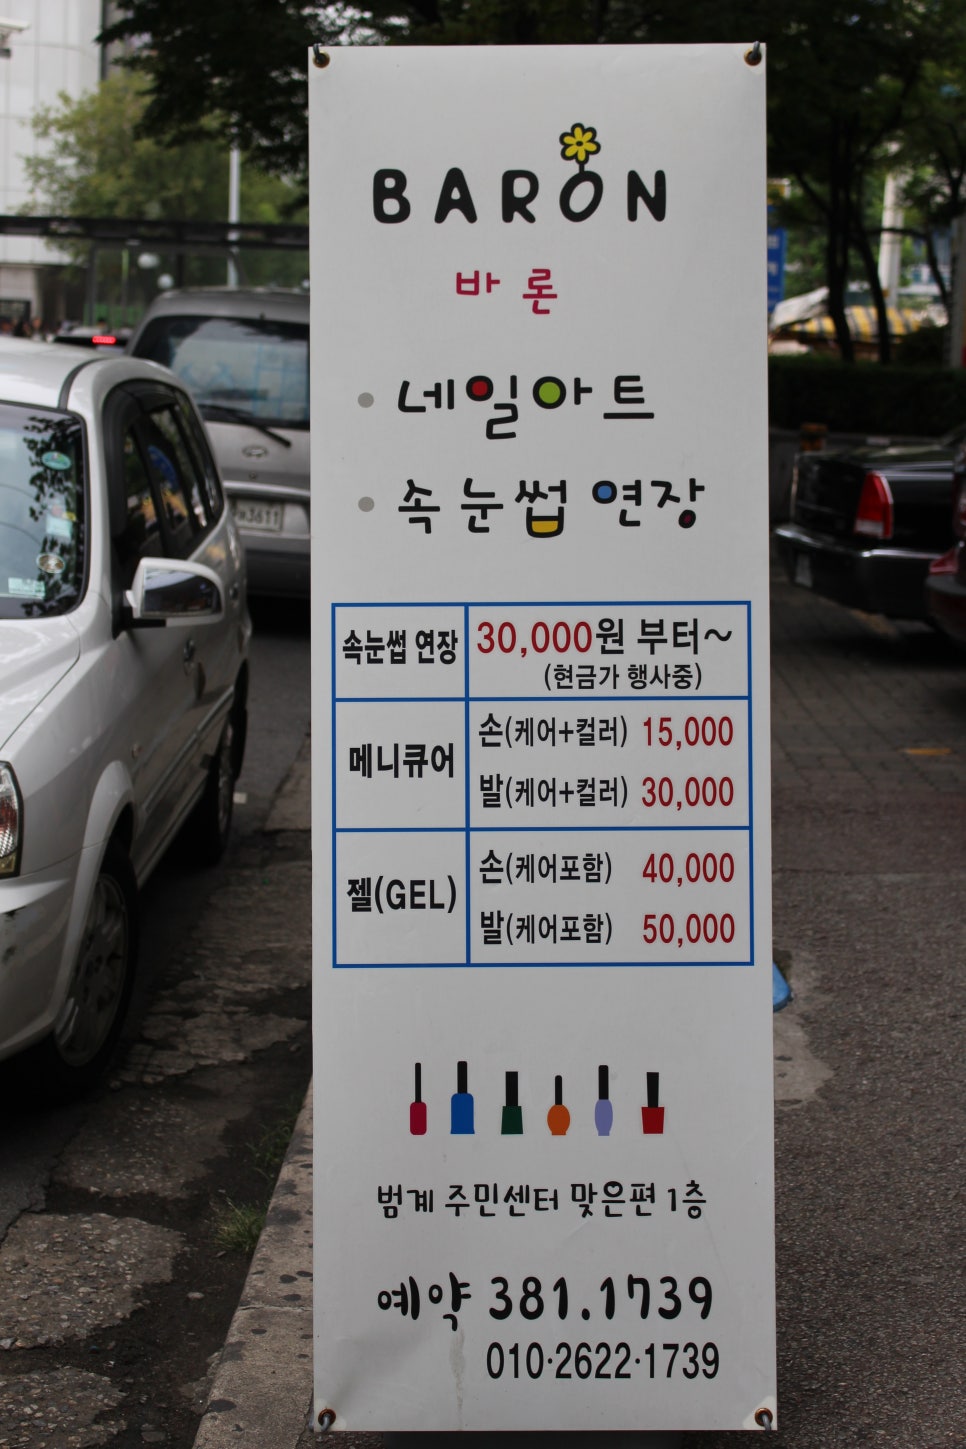 BARON
바론
• 네일아트
• 속눈썹 연장
속눈썹 연장 30,000원 부터~
(현금가 행사중)
메니큐어
손(케어+컬러) 15,000
발(케어+컬러) 30,000
젤(GEL)
손(케어포함) 40,000
발(케어포함) 50,000
범계 주민센터 맞은편 1층
예약 381.1739
010·2622·1739
3611